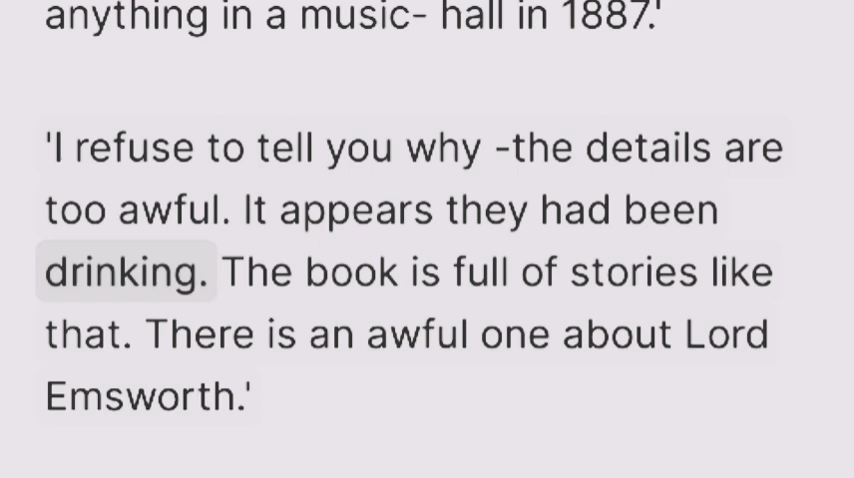 anything in a music- hall in 1887.'
'I refuse to tell you why -the details are
too awful. It appears they had been
drinking. The book is full of stories like
that. There is an awful one about Lord
Emsworth.'